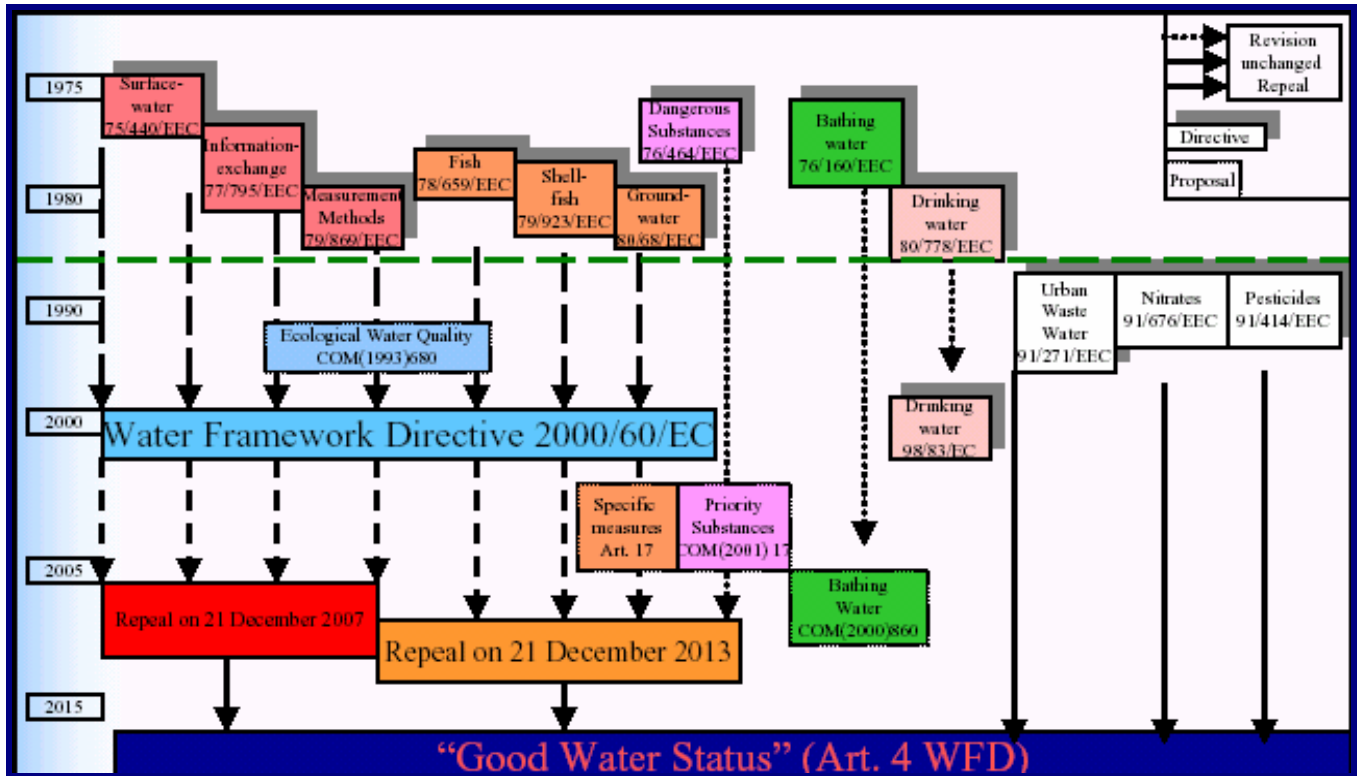 Revision
unchanged
Repeal
Directive
Proposal
1975
Surface-
water
75/440/EEC
Information-
exchange
77/795/EEC
Measurement
Methods
79/869/EEC
Fish
78/659/EEC
Shell-
fish
79/923/EEC
Ground-
water
80/68/EEC
Dangerous
Substances
76/464/EEC
Bathing
water
76/160/EEC
Drinking
water
80/778/EEC
1980
1990
Urban
Waste
Water
91/271/EEC
Nitrates
91/676/EEC
Pesticides
91/414/EEC
Ecological Water Quality
COM(1993)680
Drinking
water
98/83/EC
2000
Water Framework Directive 2000/60/EC
Specific
measures
Art. 17
Priority
Substances
COM(2001) 17
2005
Bathing
Water
COM(2000)860
Repeal on 21 December 2007
Repeal on 21 December 2013
2015
“Good Water Status” (Art. 4 WFD)